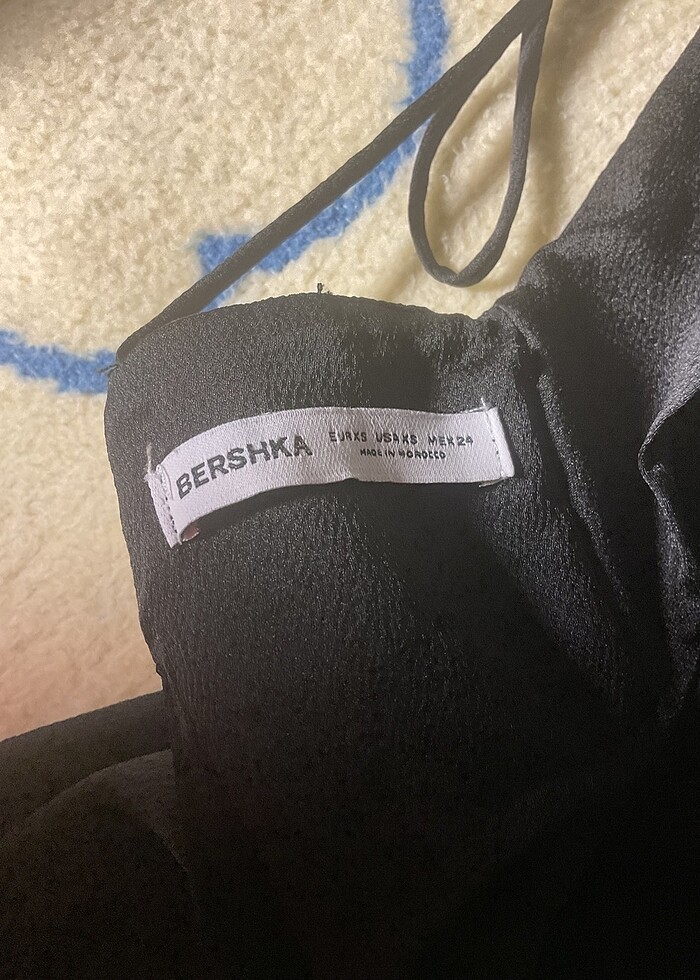 BERSHKA
EUR XS USA XS MEX 24
MADE IN MOROCCO